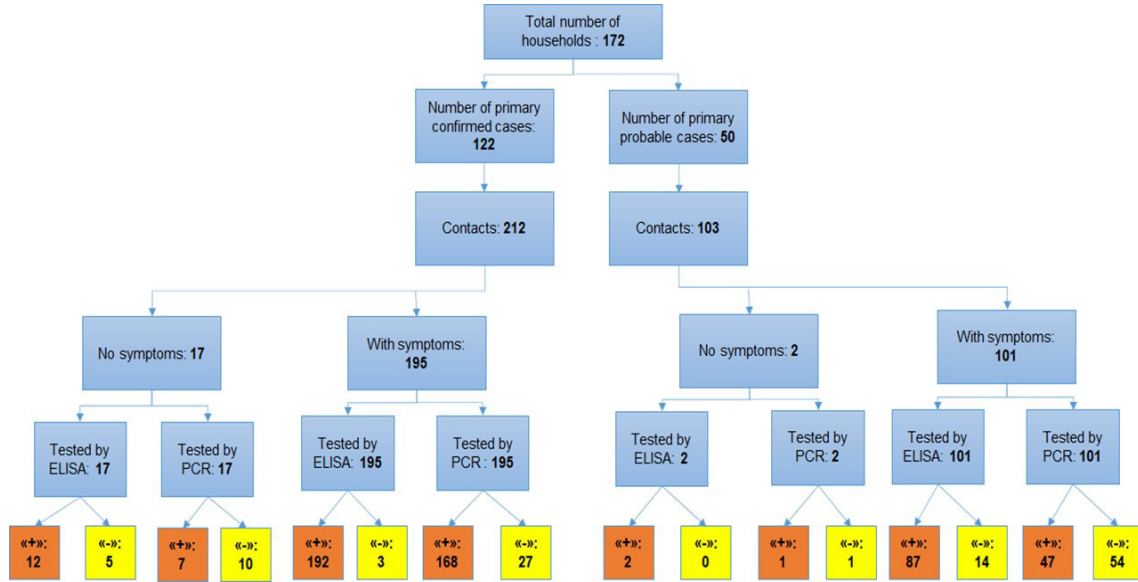 Total number of
households : 172
Number of primary
confirmed cases:
122
Number of primary
probable cases: 50
Contacts: 212
Contacts: 103
No symptoms: 17
With symptoms:
195
No symptoms: 2
With symptoms:
101
Tested by
ELISA: 17
Tested by
PCR: 17
Tested by
ELISA: 195
Tested by
PCR : 195
Tested by
ELISA: 2
Tested by
PCR: 2
Tested by
ELISA: 101
Tested by
PCR: 101
«+»:
12
«-»:
5
«+»:
7
«-»:
10
«+»:
192
«-»:
3
«+»:
168
«-»:
27
«+»:
2
«-»:
0
«+»:
1
«-»:
1
«+»:
87
«-»:
14
«+»:
47
«-»:
54